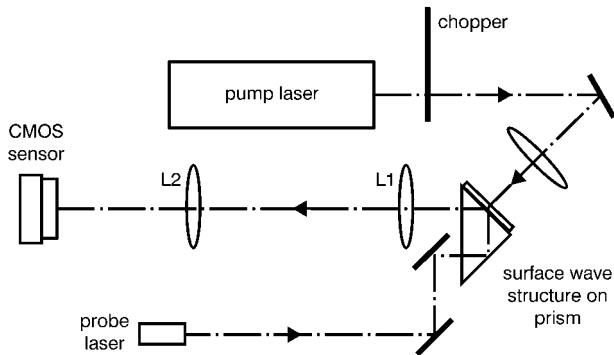 chopper
pump laser
CMOS
sensor
L2
L1
surface wave
structure on
prism
probe
laser